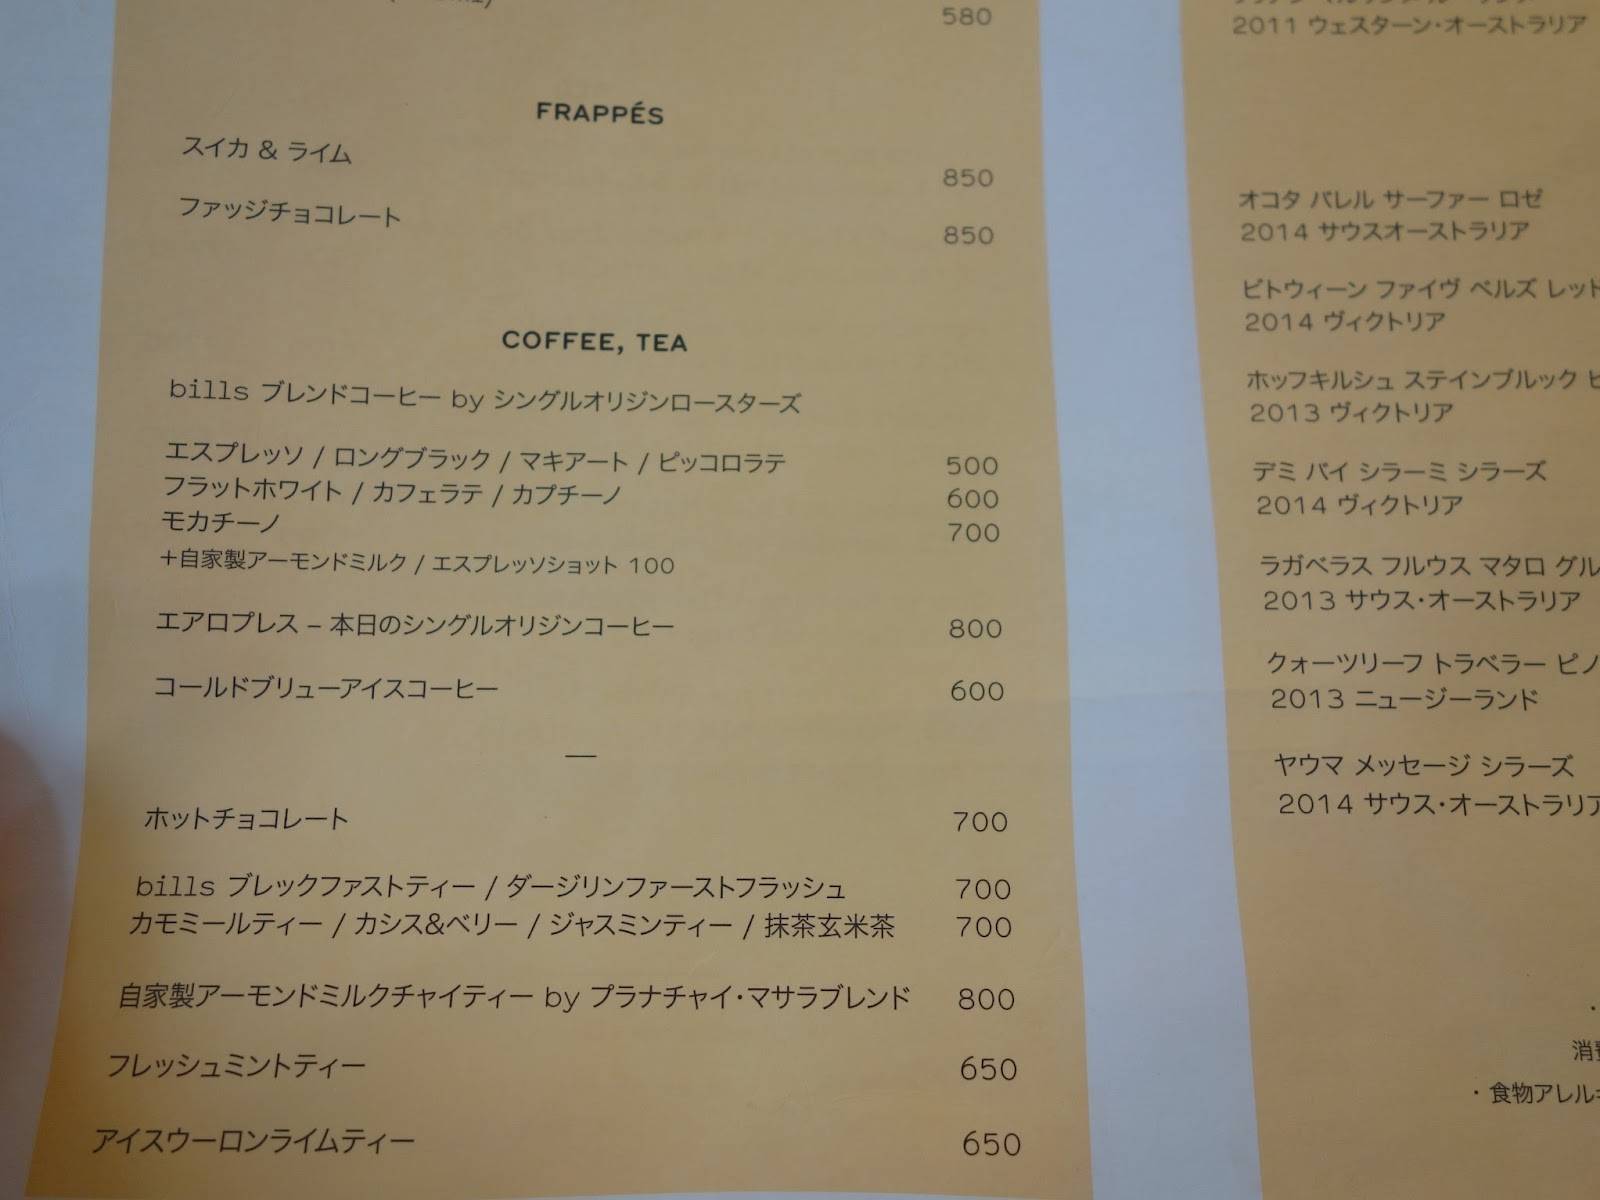 580
FRAPPÉS
スイカ & ライム 850
ファッジチョコレート 850
COFFEE, TEA
bills ブレンドコーヒー by シングルオリジンロースターズ
エスプレッソ / ロングブラック / マキアート / ピッコロラテ 500
フラットホワイト / カフェラテ / カプチーノ 600
モカチーノ 700
+自家製アーモンドミルク / エスプレッソショット 100
エアロプレス – 本日のシングルオリジンコーヒー 800
コールドブリューアイスコーヒー 600
—
ホットチョコレート 700
bills ブレックファストティー / ダージリンファーストフラッシュ 700
カモミールティー / カシス&ベリー / ジャスミンティー / 抹茶玄米茶 700
自家製アーモンドミルクチャイティー by プラナチャイ・マサラブレンド 800
フレッシュミントティー 650
アイスウーロンライムティー 650
2011 ウェスターン・オーストラリア
オコタ バレル サーファー ロゼ
2014 サウスオーストラリア
ビトウィーン ファイヴ ベルズ レッド
2014 ヴィクトリア
ホッフキルシュ ステインブルック ピ
2013 ヴィクトリア
デミ バイ シラーミ シラーズ
2014 ヴィクトリア
ラガベラス フルウス マタロ グル
2013 サウス・オーストラリア
クォーツリーフ トラベラー ピノ
2013 ニュージーランド
ヤウマ メッセージ シラーズ
2014 サウス・オーストラリア
消費
・食物アレルギ